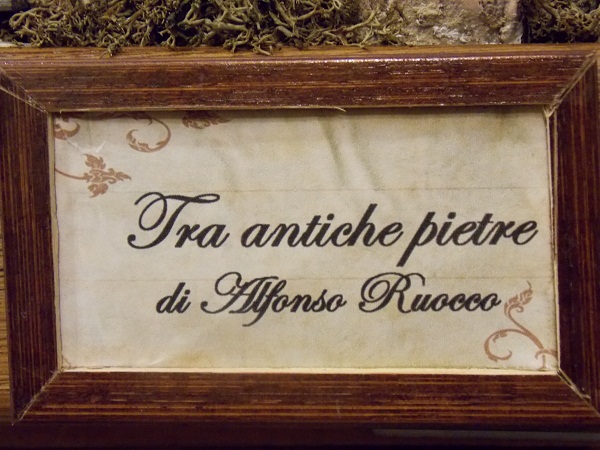 Tra antiche pietre
di Alfonso Ruocco